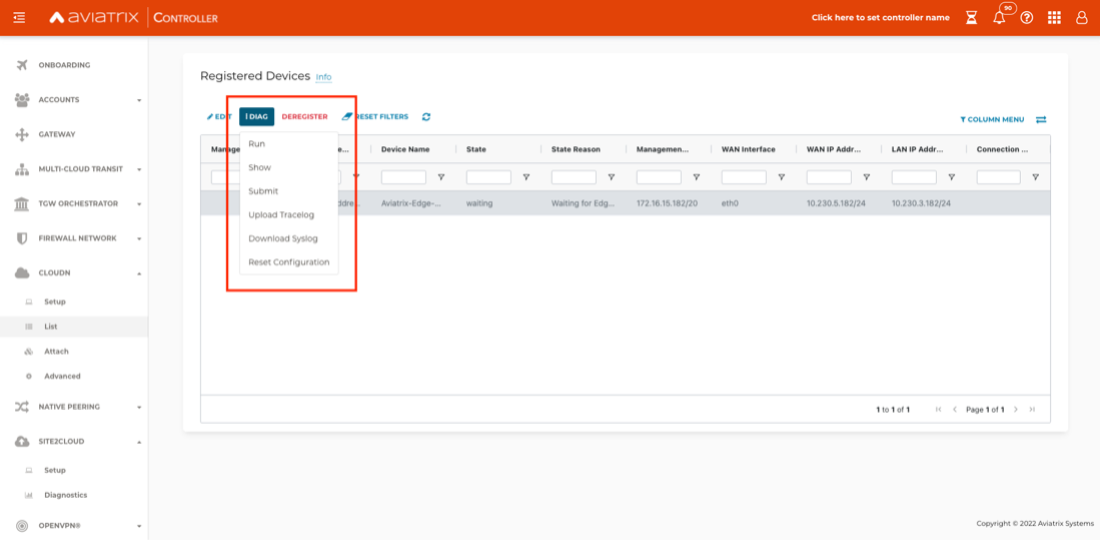 aviatrix CONTROLLER
Click here to set controller name
90
ONBOARDING
ACCOUNTS
GATEWAY
MULTI-CLOUD TRANSIT
TGW ORCHESTRATOR
FIREWALL NETWORK
CLOUDN
Setup
List
Attach
Advanced
NATIVE PEERING
SITE2CLOUD
Setup
Diagnostics
OPENVPN®
Registered Devices Info
EDIT DIAG DEREGISTER RESET FILTERS
COLUMN MENU
Run
Show
Submit
Upload Tracelog
Download Syslog
Reset Configuration
Manage e... Device Name State State Reason Managemen... WAN Interface WAN IP Addr... LAN IP Addr... Connection ...
ddre... Aviatrix-Edge-... waiting Waiting for Edg... 172.16.15.182/20 eth0 10.230.5.182/24 10.230.3.182/24
1 to 1 of 1 Page 1 of 1
Copyright © 2022 Aviatrix Systems